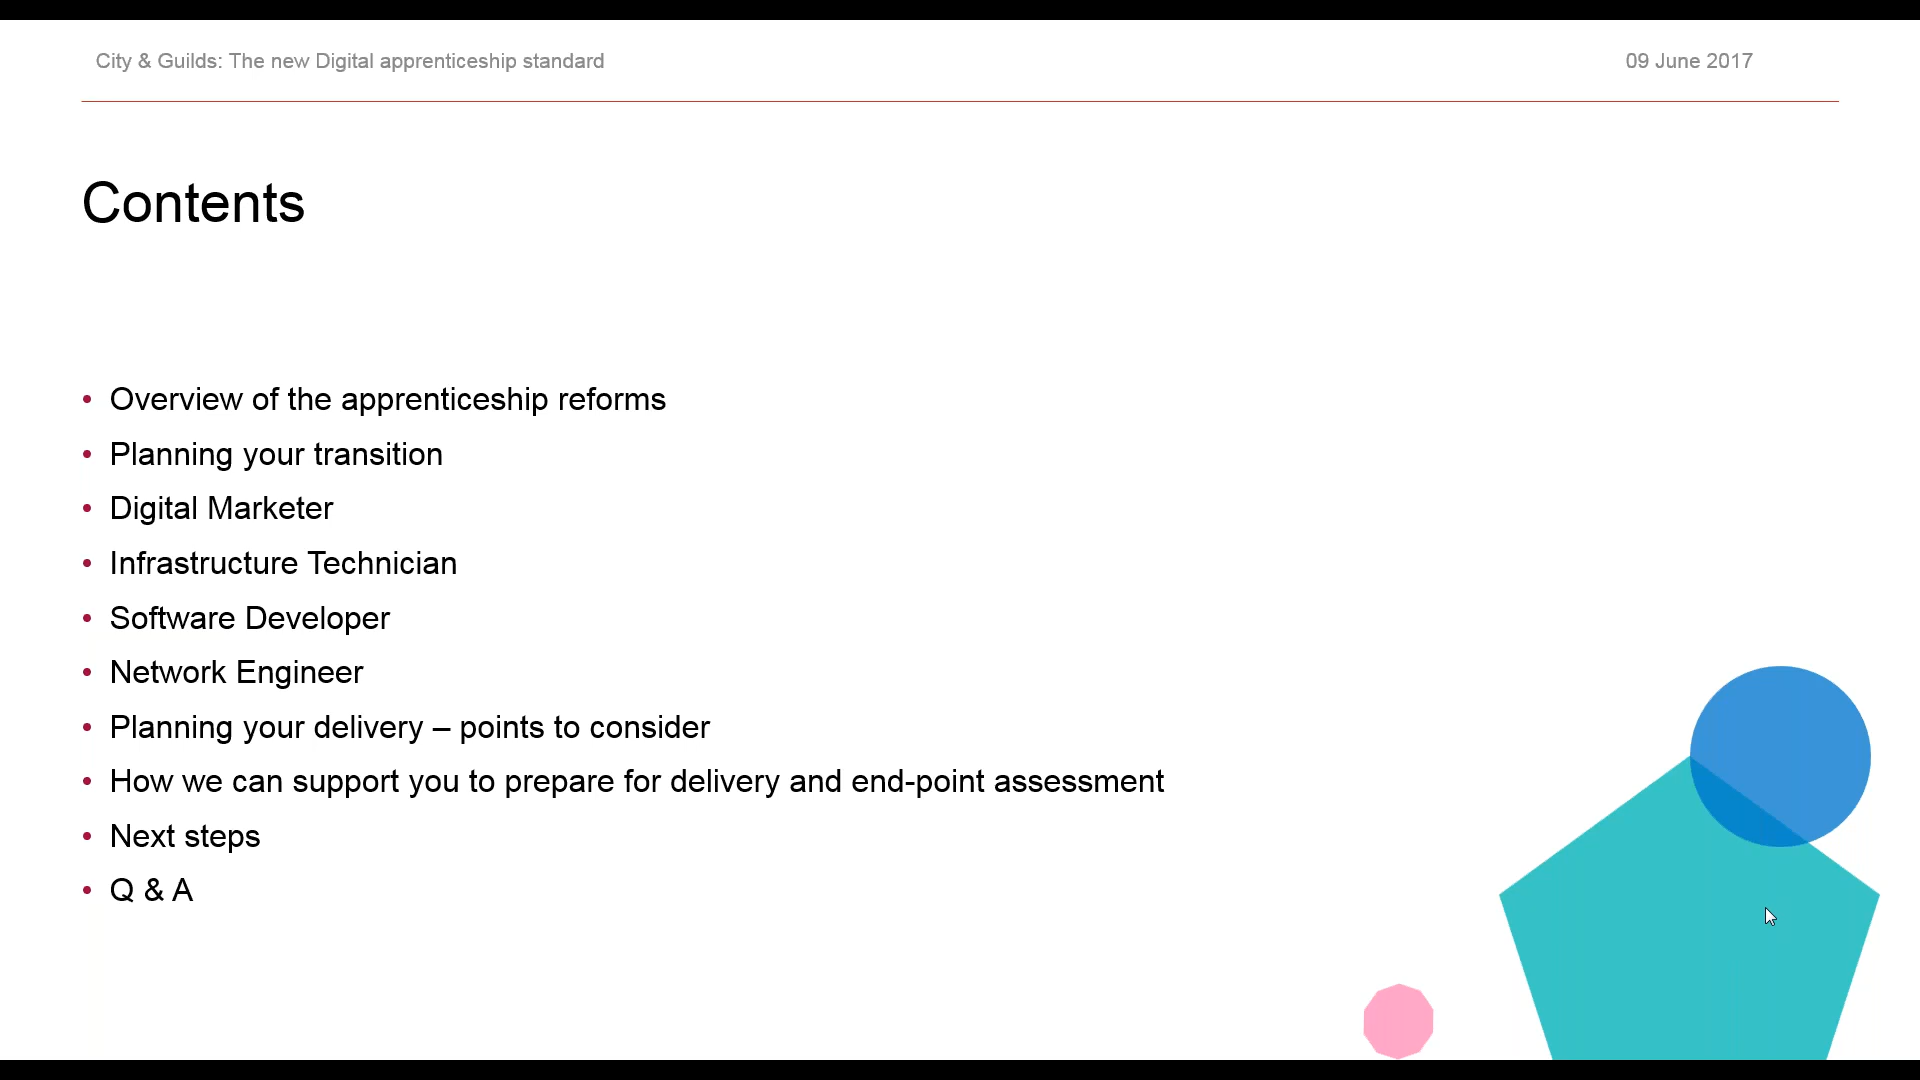 City & Guilds: The new Digital apprenticeship standard
09 June 2017
Contents
• Overview of the apprenticeship reforms
• Planning your transition
• Digital Marketer
• Infrastructure Technician
• Software Developer
• Network Engineer
• Planning your delivery – points to consider
• How we can support you to prepare for delivery and end-point assessment
• Next steps
• Q & A